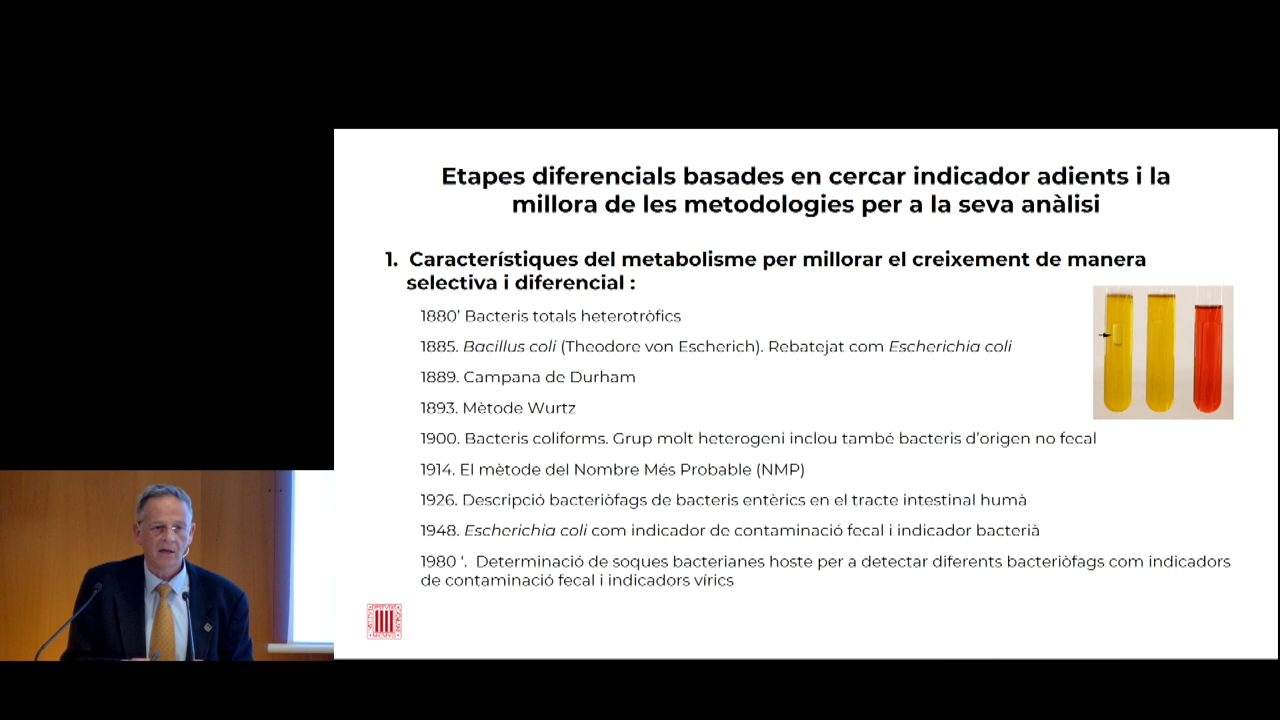 Etapes diferencials basades en cercar indicador adients i la
millora de les metodologies per a la seva anàlisi
1. Característiques del metabolisme per millorar el creixement de manera
selectiva i diferencial :
1880’ Bacteris totals heterotròfics
1885. Bacillus coli (Theodore von Escherich). Rebatejat com Escherichia coli
1889. Campana de Durham
1893. Mètode Wurtz
1900. Bacteris coliforms. Grup molt heterogeni inclou també bacteris d’origen no fecal
1914. El mètode del Nombre Més Probable (NMP)
1926. Descripció bacteriòfags de bacteris entèrics en el tracte intestinal humà
1948. Escherichia coli com indicador de contaminació fecal i indicador bacterià
1980 ‘. Determinació de soques bacterianes hoste per a detectar diferents bacteriòfags com indicadors
de contaminació fecal i indicadors vírics